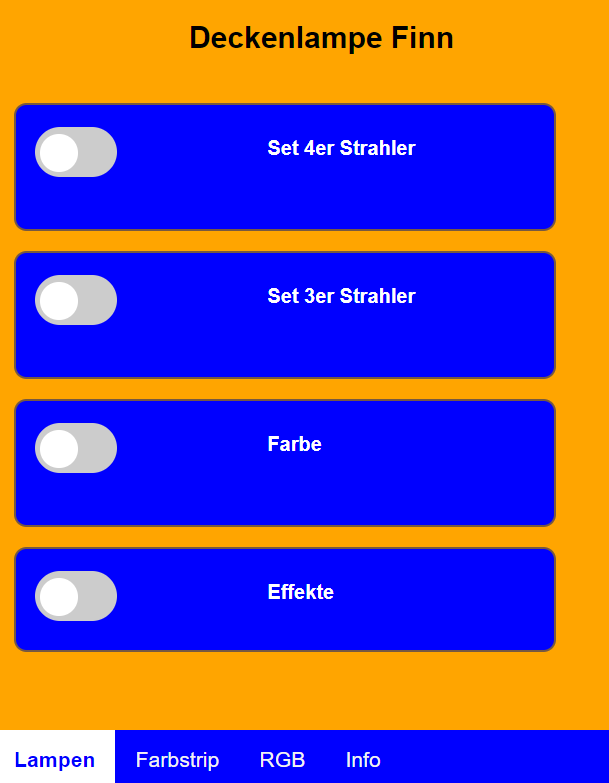 Deckenlampe Finn
Set 4er Strahler
Set 3er Strahler
Farbe
Effekte
Lampen Farbstrip RGB Info